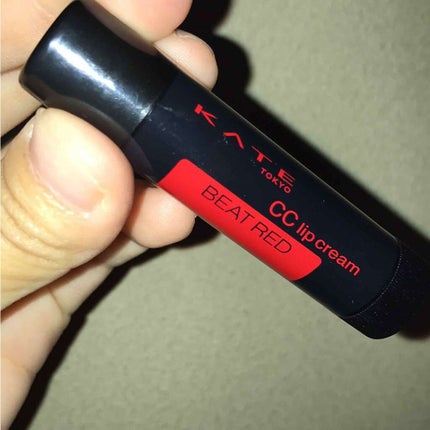 KATE
TOKYO
CC lip cream
BEAT RED